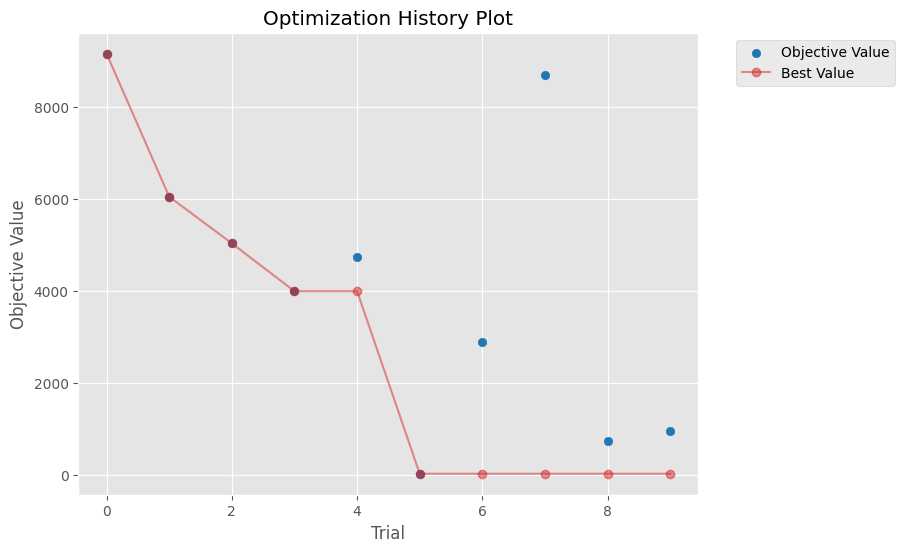 Optimization History Plot
Objective Value
Best Value
Objective Value
8000
6000
4000
2000
0
0 2 4 6 8
Trial